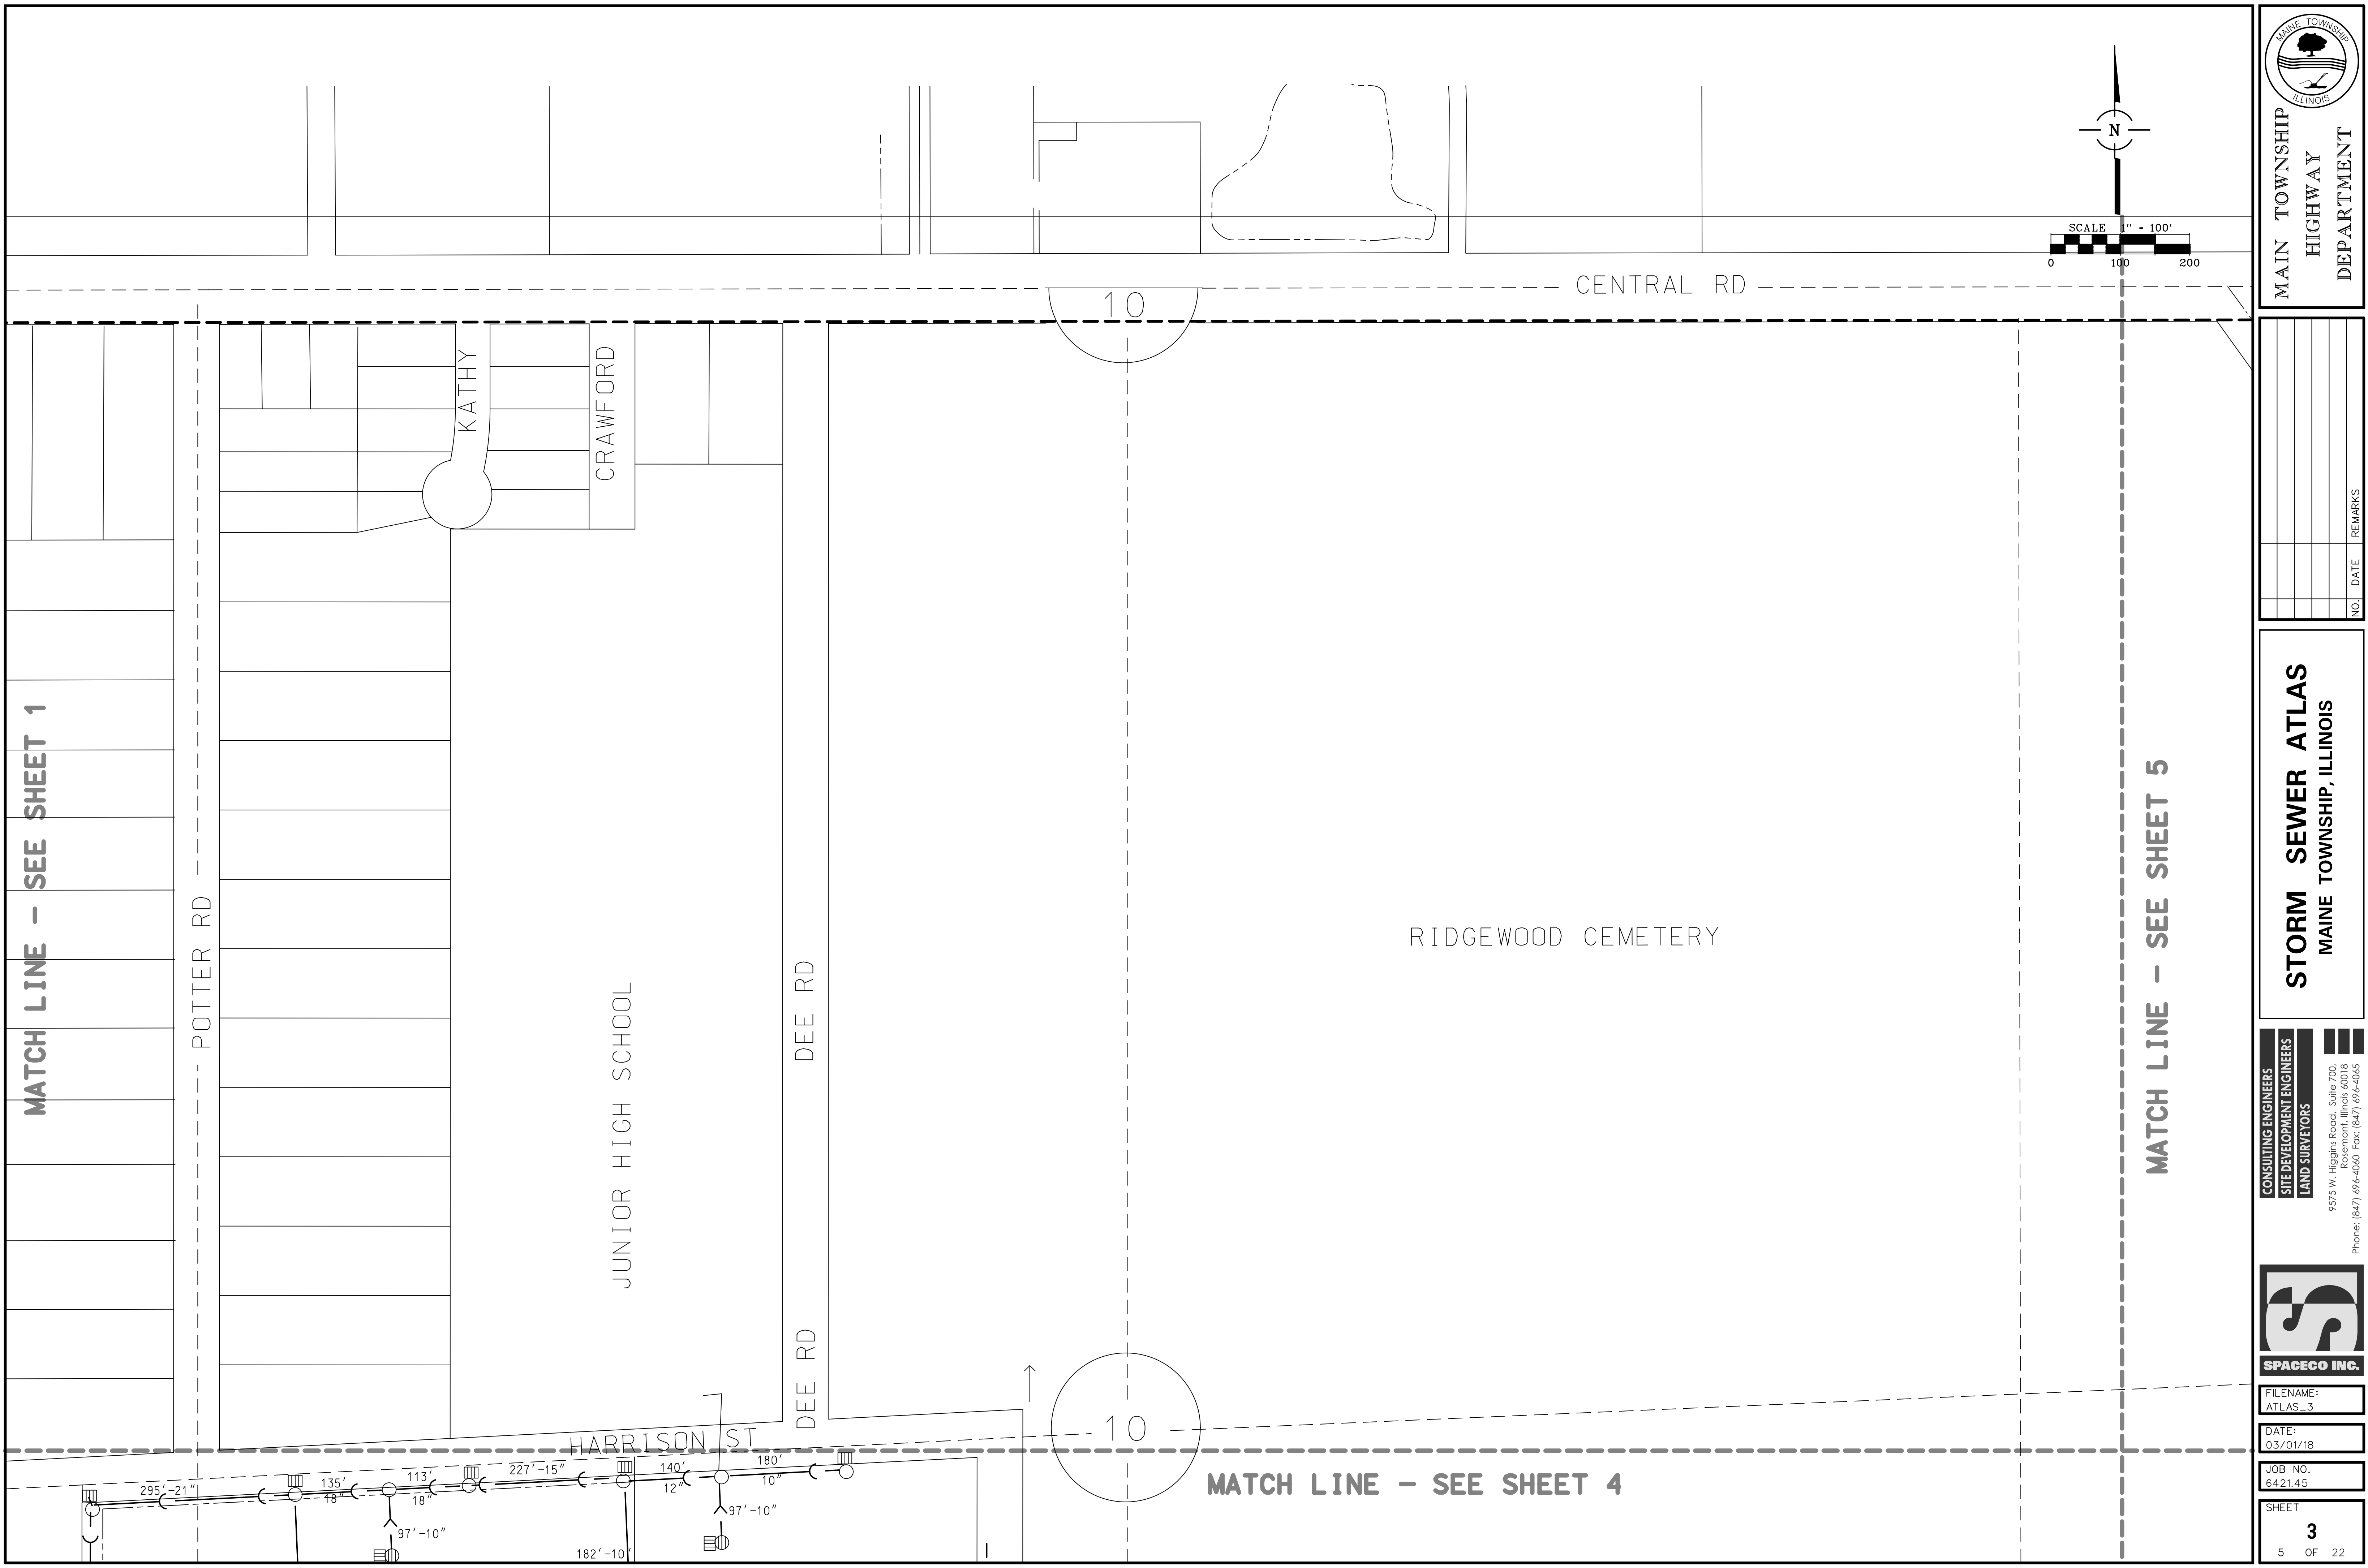 MAINE TOWNSHIP
ILLINOIS
MAIN TOWNSHIP
HIGHWAY
DEPARTMENT
N
SCALE 1" = 100'
0 100 200
CENTRAL RD
10
KATHY
CRAWFORD
MATCH LINE - SEE SHEET 1
POTTER RD
JUNIOR HIGH SCHOOL
DEE RD
DEE RD
RIDGEWOOD CEMETERY
MATCH LINE - SEE SHEET 5
HARRISON ST
10
MATCH LINE - SEE SHEET 4
295'-21"
135'
18"
113'
18"
227'-15"
140'
12"
180'
10"
97'-10"
97'-10"
182'-10"
NO. DATE REMARKS
STORM SEWER ATLAS
MAINE TOWNSHIP, ILLINOIS
CONSULTING ENGINEERS
SITE DEVELOPMENT ENGINEERS
LAND SURVEYORS
9575 W. Higgins Road, Suite 700,
Rosemont, Illinois 60018
Phone: (847) 696-4060 Fax: (847) 696-4065
SPACECO INC.
FILENAME:
ATLAS_3
DATE:
03/01/18
JOB NO.
6421.45
SHEET
3
5 OF 22